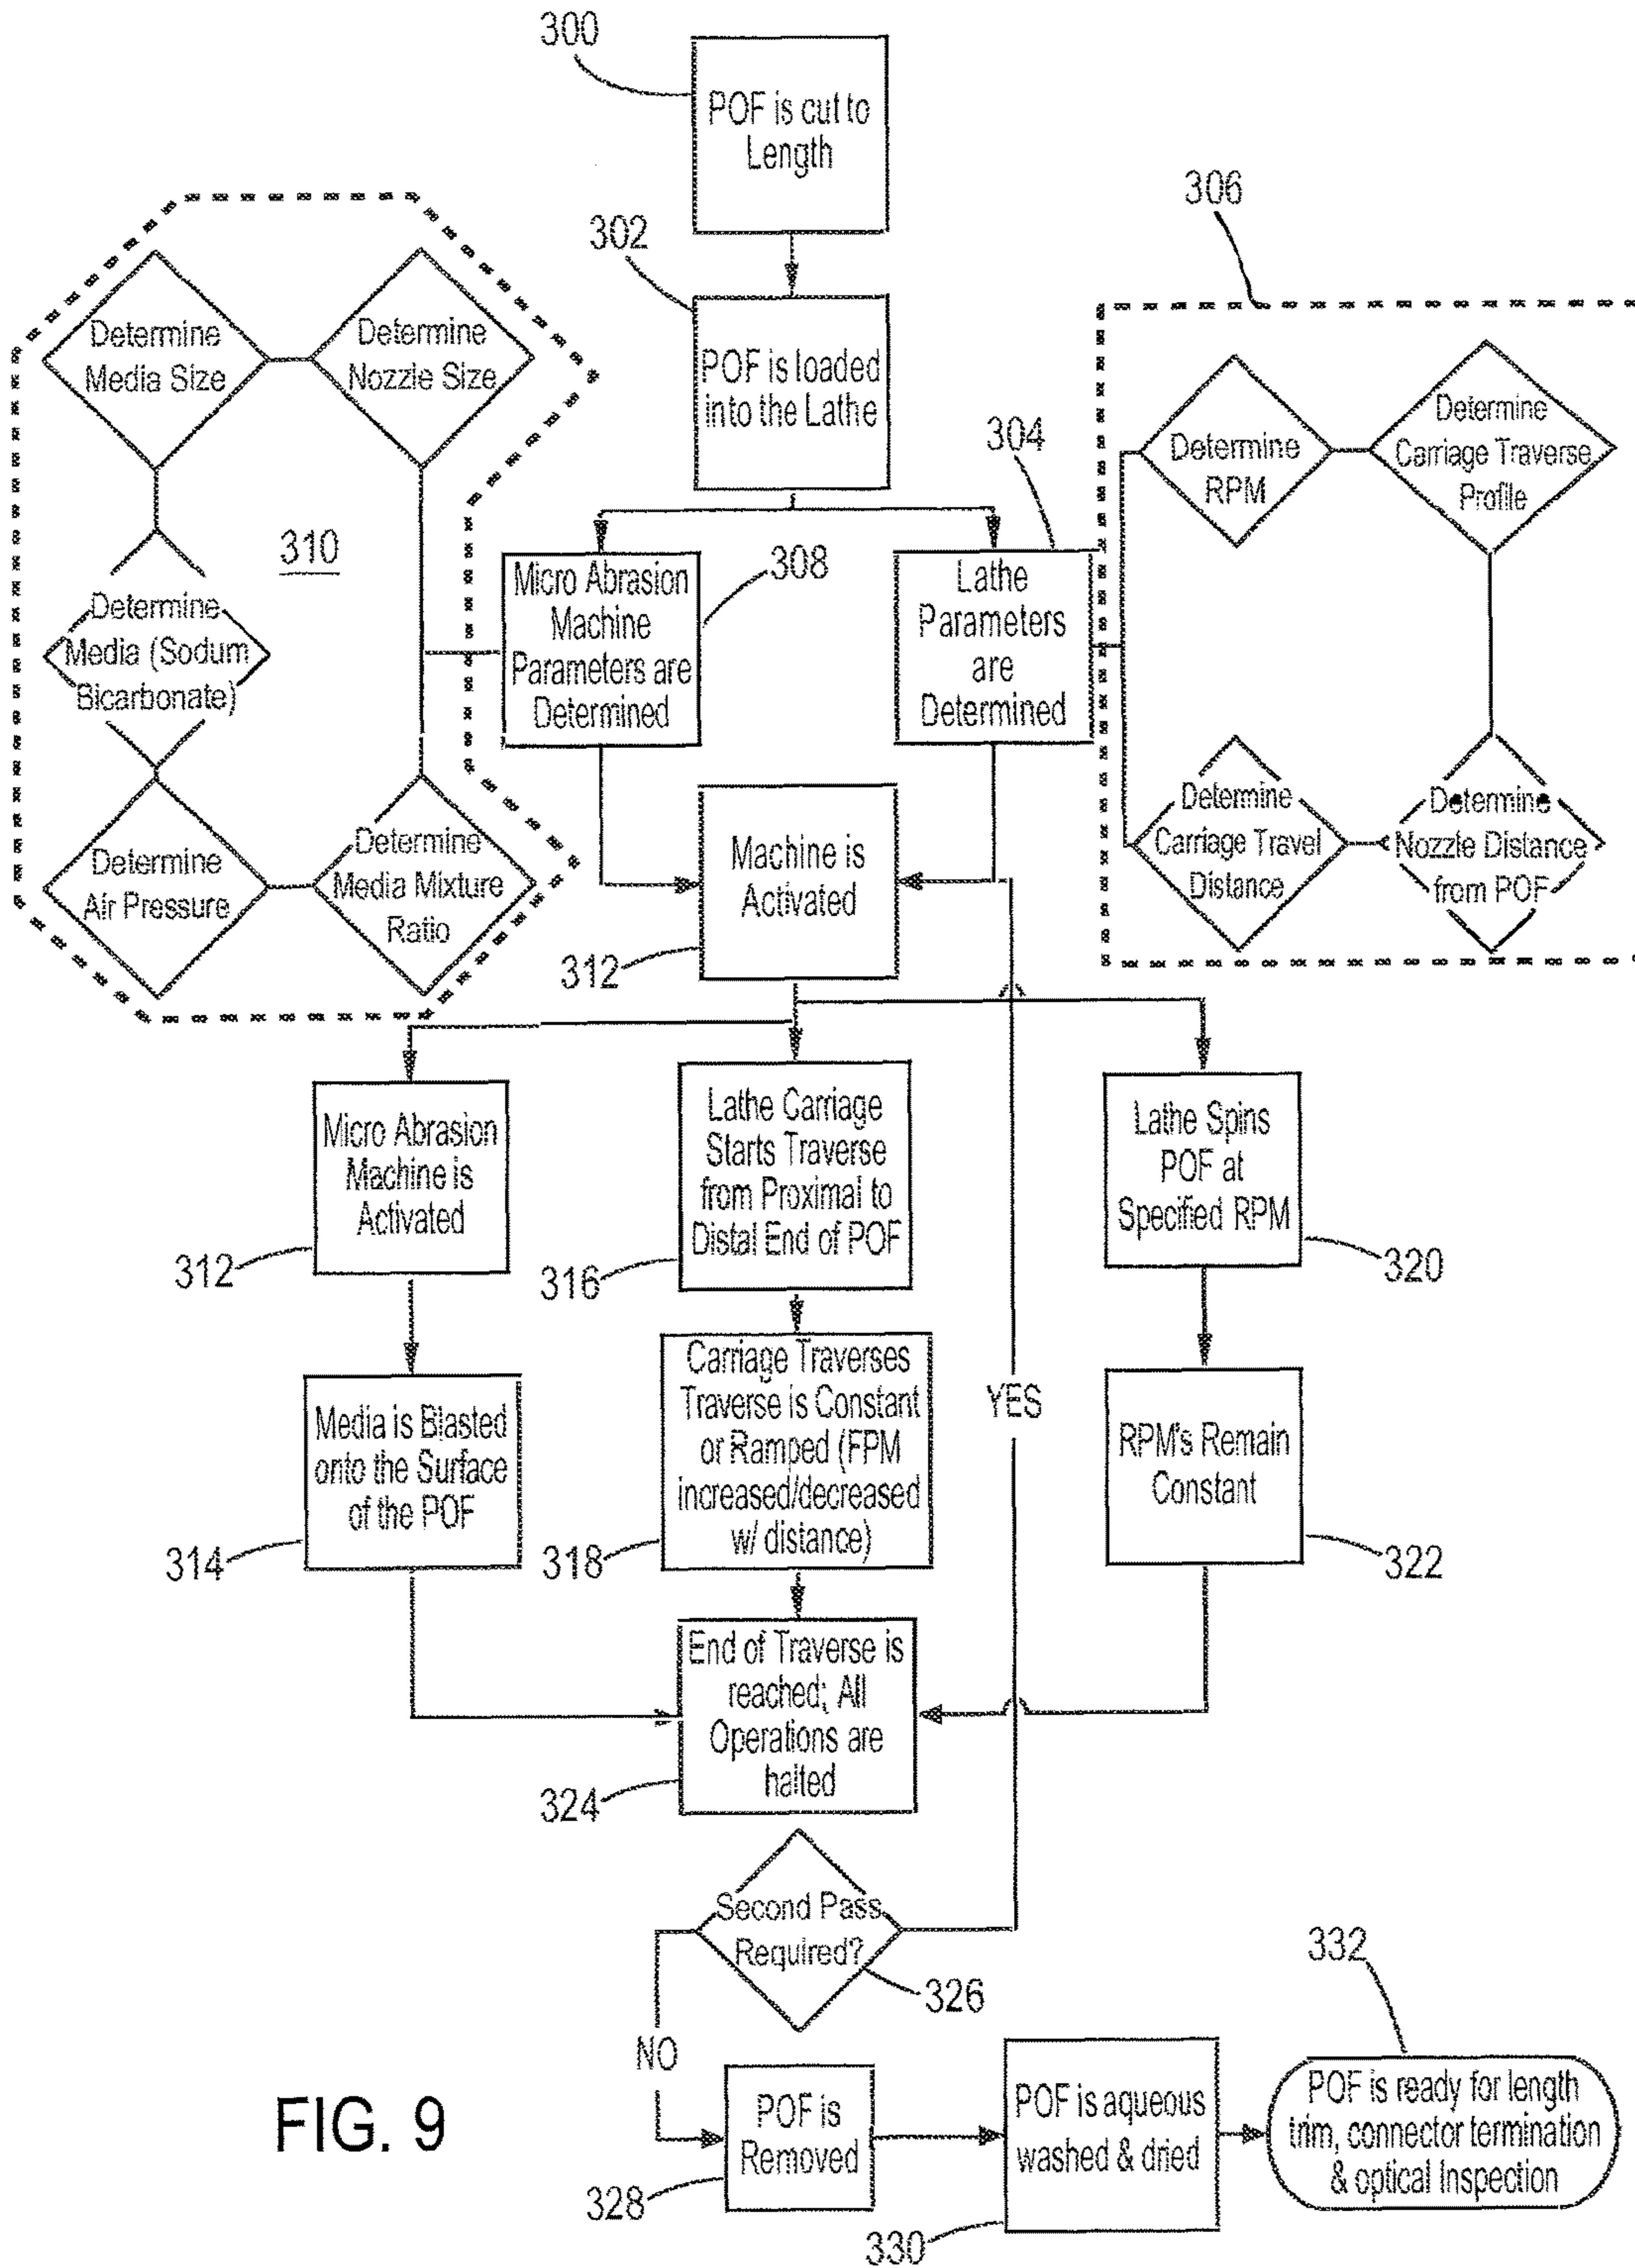 300
POF is cut to
Length
302
POF is loaded
into the Lathe
304
306
Determine
Media Size
Determine
Nozzle Size
310
Determine
Media (Sodum
Bicarbonate)
Determine
Air Pressure
Determine
Media Mixture
Ratio
Micro Abrasion
Machine
Parameters are
Determined
308
Lathe
Parameters
are
Determined
Determine
RPM
Determine
Carriage Traverse
Profile
Determine
Carriage Travel
Distance
Determine
Nozzle Distance
from POF
Machine is
Activated
312
Micro Abrasion
Machine is
Activated
312
Lathe Carriage
Starts Traverse
from Proximal to
Distal End of POF
316
Lathe Spins
POF at
Specified RPM
320
Media is Blasted
onto the Surface
of the POF
314
Carriage Traverses
Traverse is Constant
or Ramped (FPM
increased/decreased
w/ distance)
318
YES
RPM's Remain
Constant
322
End of Traverse is
reached; All
Operations are
halted
324
Second Pass
Required?
326
NO
POF is
Removed
328
POF is aqueous
washed & dried
330
332
POF is ready for length
trim, connector termination
& optical Inspection
FIG. 9